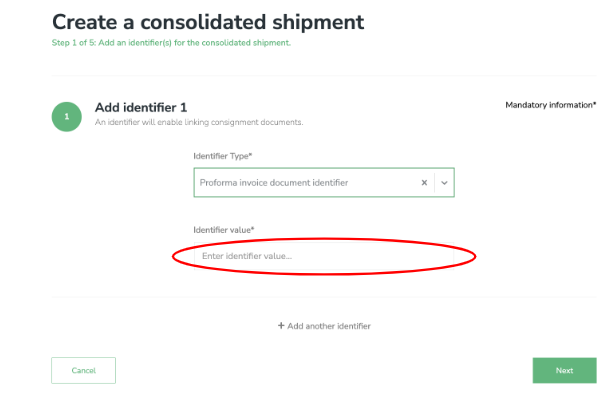 Create a consolidated shipment
Step 1 of 5: Add an identifier(s) for the consolidated shipment.
1
Add identifier 1
Mandatory information*
An identifier will enable linking consignment documents.
Identifier Type*
Proforma invoice document identifier
Identifier value*
Enter identifier value...
+ Add another identifier
Cancel
Next